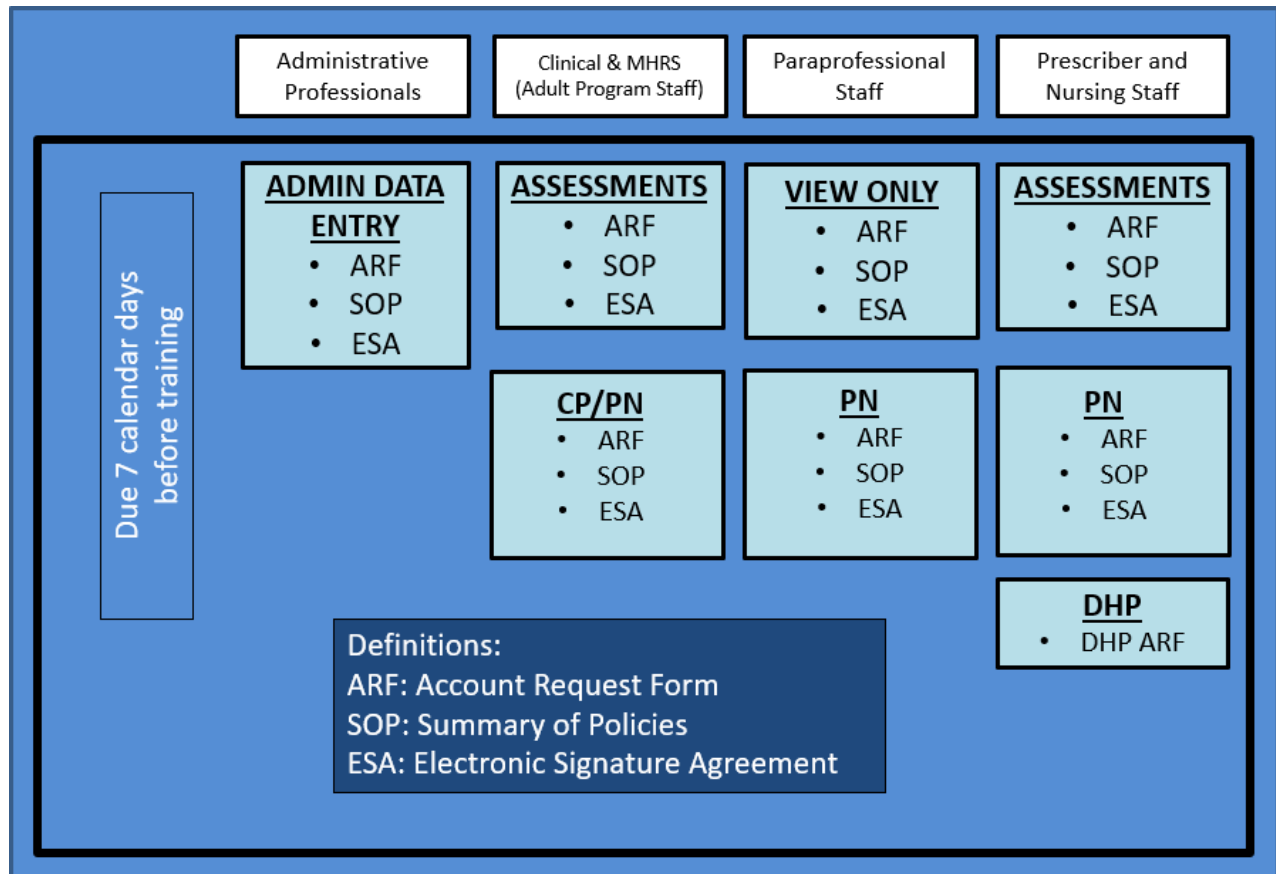 Administrative
Professionals
Clinical & MHRS
(Adult Program Staff)
Paraprofessional
Staff
Prescriber and
Nursing Staff
Due 7 calendar days
before training
ADMIN DATA
ENTRY
• ARF
• SOP
• ESA
ASSESSMENTS
• ARF
• SOP
• ESA
VIEW ONLY
• ARF
• SOP
• ESA
ASSESSMENTS
• ARF
• SOP
• ESA
CP/PN
• ARF
• SOP
• ESA
PN
• ARF
• SOP
• ESA
PN
• ARF
• SOP
• ESA
DHP
• DHP ARF
Definitions:
ARF: Account Request Form
SOP: Summary of Policies
ESA: Electronic Signature Agreement